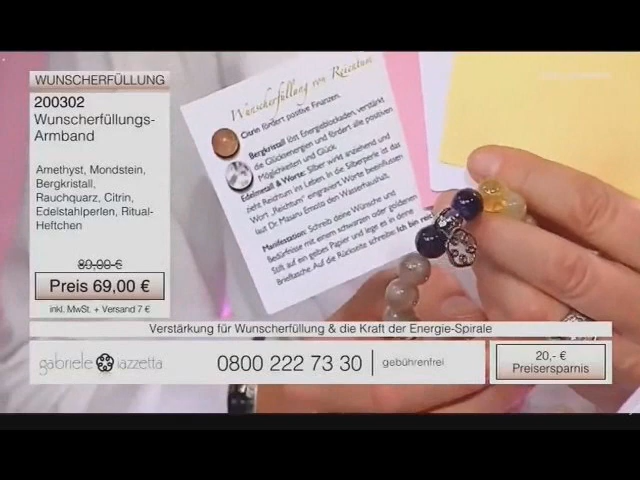 WUNSCHERFÜLLUNG
200302
Wunscherfüllungs-
Armband
Amethyst, Mondstein,
Bergkristall,
Rauchquarz, Citrin,
Edelstahlperlen, Ritual-
Heftchen
89,00 €
Preis 69,00 €
inkl. MwSt. + Versand 7 €
Wunscherfüllung von Reichtum
Citrin fördert positive Finanzen.
Bergkristall löst Energieblockaden, verstärkt
die Glücksenergien und fördert alle positiven
Möglichkeiten und Glück.
Edelmetall & Worte: Silber wirkt anziehend und
zieht Reichtum ins Leben. In die Silberperle ist das
Wort „Reichtum" eingraviert. Worte beeinflussen
laut Dr. Masaru Emoto den Wasserhaushalt.
Manifestation: Schreib deine Wünsche und
Bedürfnisse mit einem schwarzen oder goldenen
Stift auf ein gelbes Papier und lege es in deine
Brieftasche. Auf die Rückseite schreibe: Ich bin reich
Verstärkung für Wunscherfüllung & die Kraft der Energie-Spirale
gabriele iazzetta
0800 222 73 30
gebührenfrei
20,- €
Preisersparnis